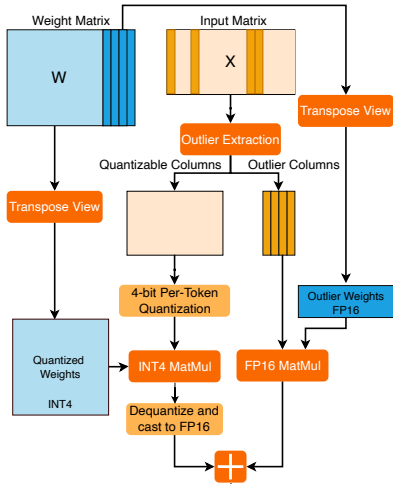 Weight Matrix
Input Matrix
W
X
Transpose View
Outlier Extraction
Quantizable Columns
Outlier Columns
Transpose View
4-bit Per-Token
Quantization
Outlier Weights
FP16
Quantized
Weights
INT4
INT4 MatMul
FP16 MatMul
Dequantize and
cast to FP16